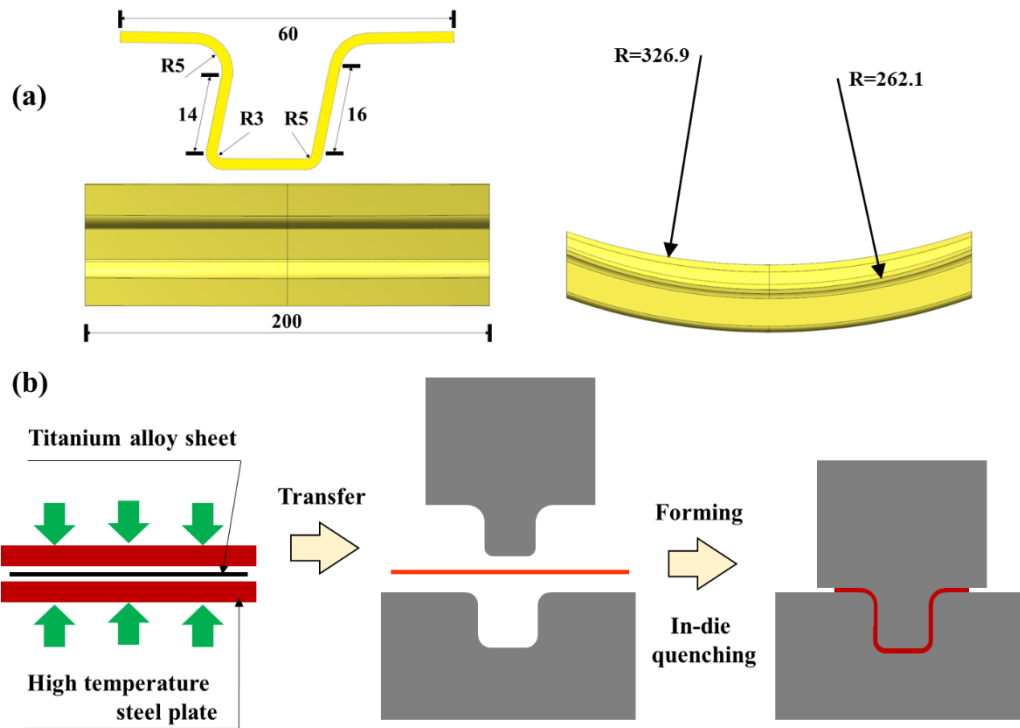 (a)
60
R5
14
R3
R5
16
200
R=326.9
R=262.1
(b)
Titanium alloy sheet
High temperature
steel plate
Transfer
Forming
In-die
quenching